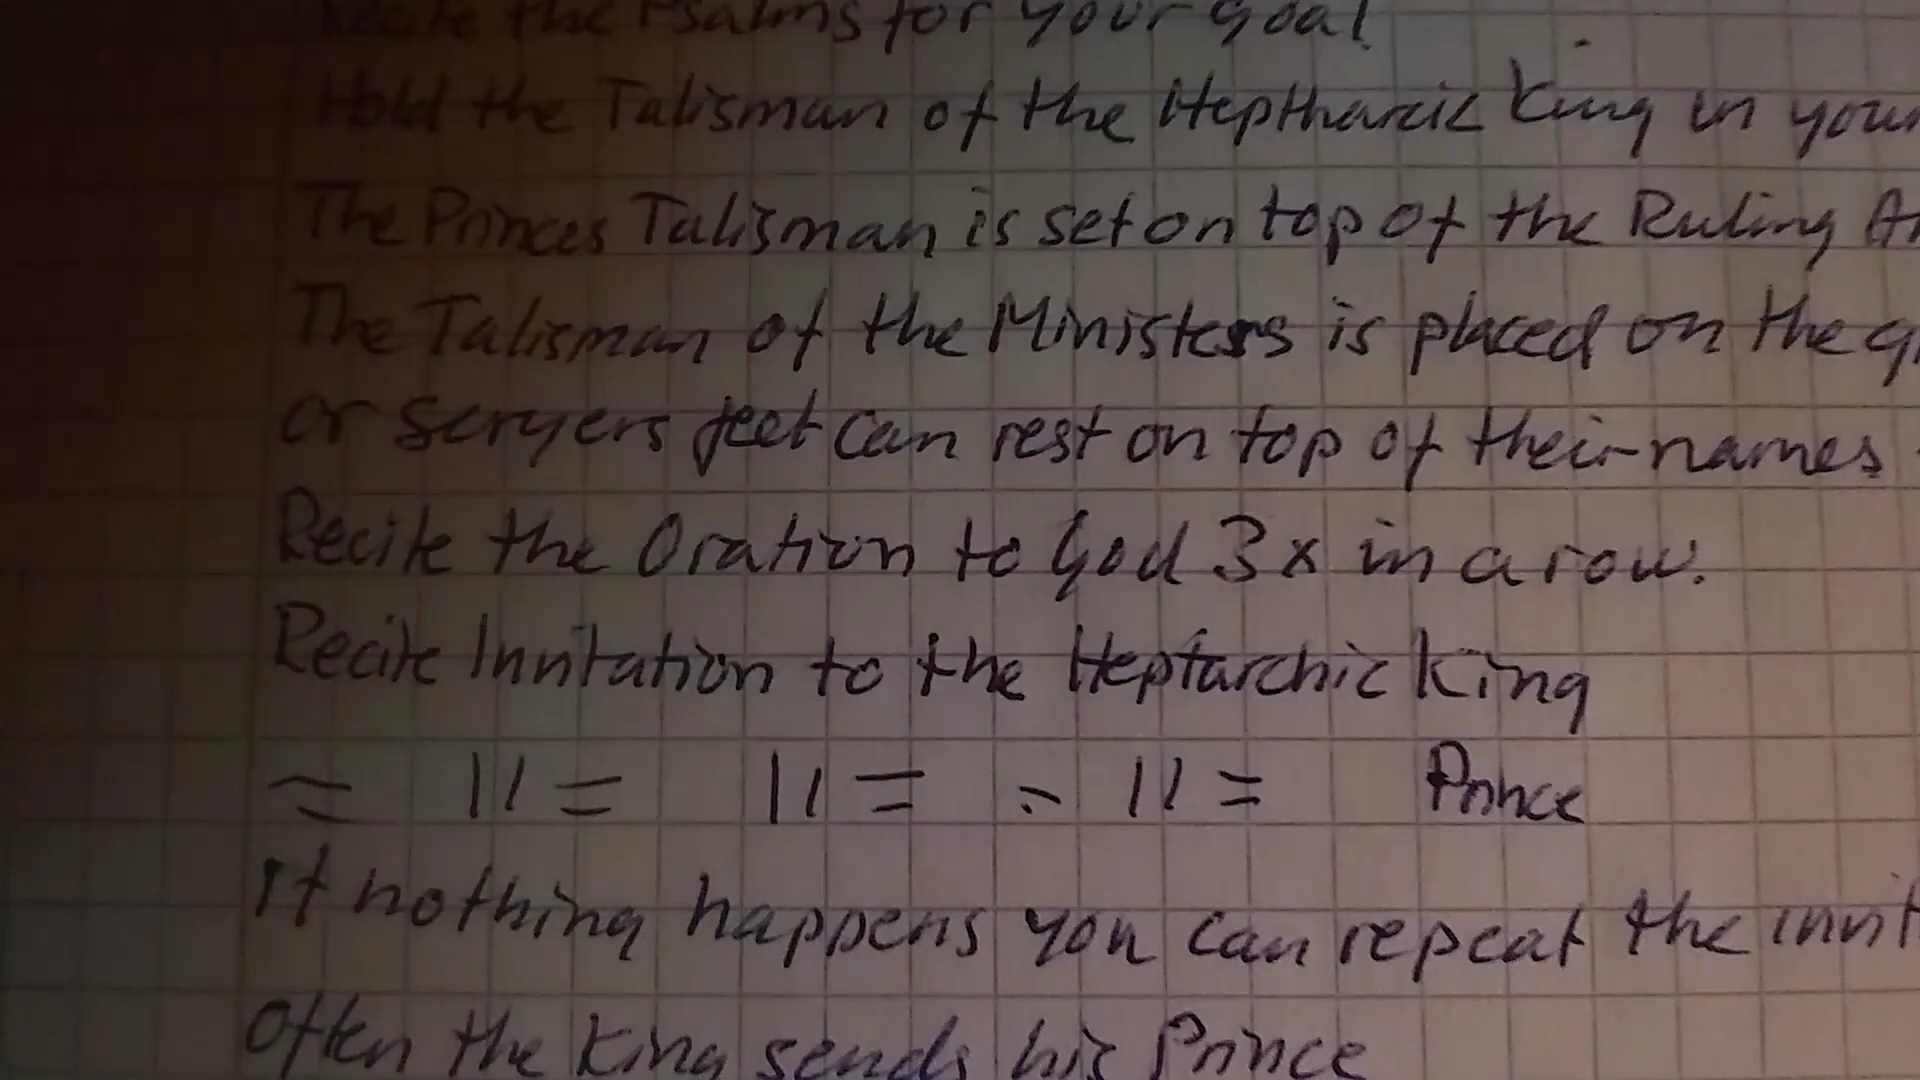 Recite the Psalms for your goal.
Hold the Talisman of the Heptharcic King in your
The Princes Talisman is set on top of the Ruling
The Talisman of the Ministers is placed on the
or scryers feet can rest on top of their names
Recite the Oration to God 3x in a row.
Recite Invitation to the Heptarchic King
= 11 = 11 = = 11 = Prince
If nothing happens you can repeat the invit
Often the King sends his Prince